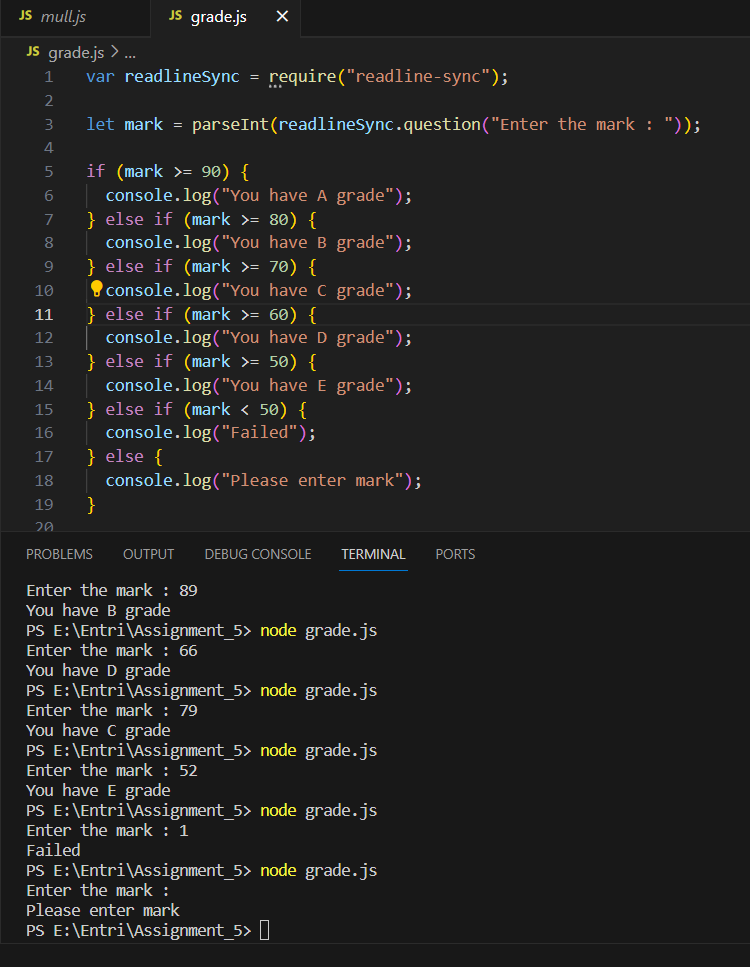 JS mull.js JS grade.js ×
JS grade.js > ...
1 var readlineSync = require("readline-sync");
2
3 let mark = parseInt(readlineSync.question("Enter the mark : "));
4
5 if (mark >= 90) {
6   console.log("You have A grade");
7 } else if (mark >= 80) {
8   console.log("You have B grade");
9 } else if (mark >= 70) {
10   console.log("You have C grade");
11 } else if (mark >= 60) {
12   console.log("You have D grade");
13 } else if (mark >= 50) {
14   console.log("You have E grade");
15 } else if (mark < 50) {
16   console.log("Failed");
17 } else {
18   console.log("Please enter mark");
19 }
20
PROBLEMS OUTPUT DEBUG CONSOLE TERMINAL PORTS
Enter the mark : 89
You have B grade
PS E:\Entri\Assignment_5> node grade.js
Enter the mark : 66
You have D grade
PS E:\Entri\Assignment_5> node grade.js
Enter the mark : 79
You have C grade
PS E:\Entri\Assignment_5> node grade.js
Enter the mark : 52
You have E grade
PS E:\Entri\Assignment_5> node grade.js
Enter the mark : 1
Failed
PS E:\Entri\Assignment_5> node grade.js
Enter the mark :
Please enter mark
PS E:\Entri\Assignment_5>